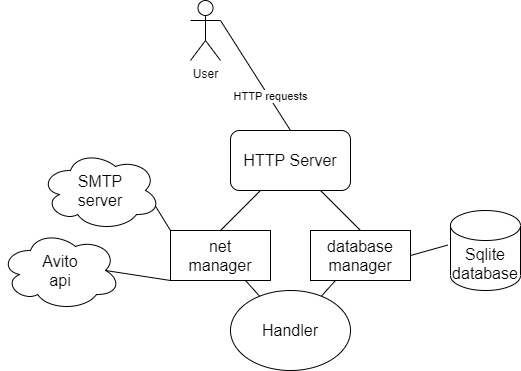 User
HTTP requests
HTTP Server
SMTP
server
net
manager
database
manager
Sqlite
database
Avito
api
Handler